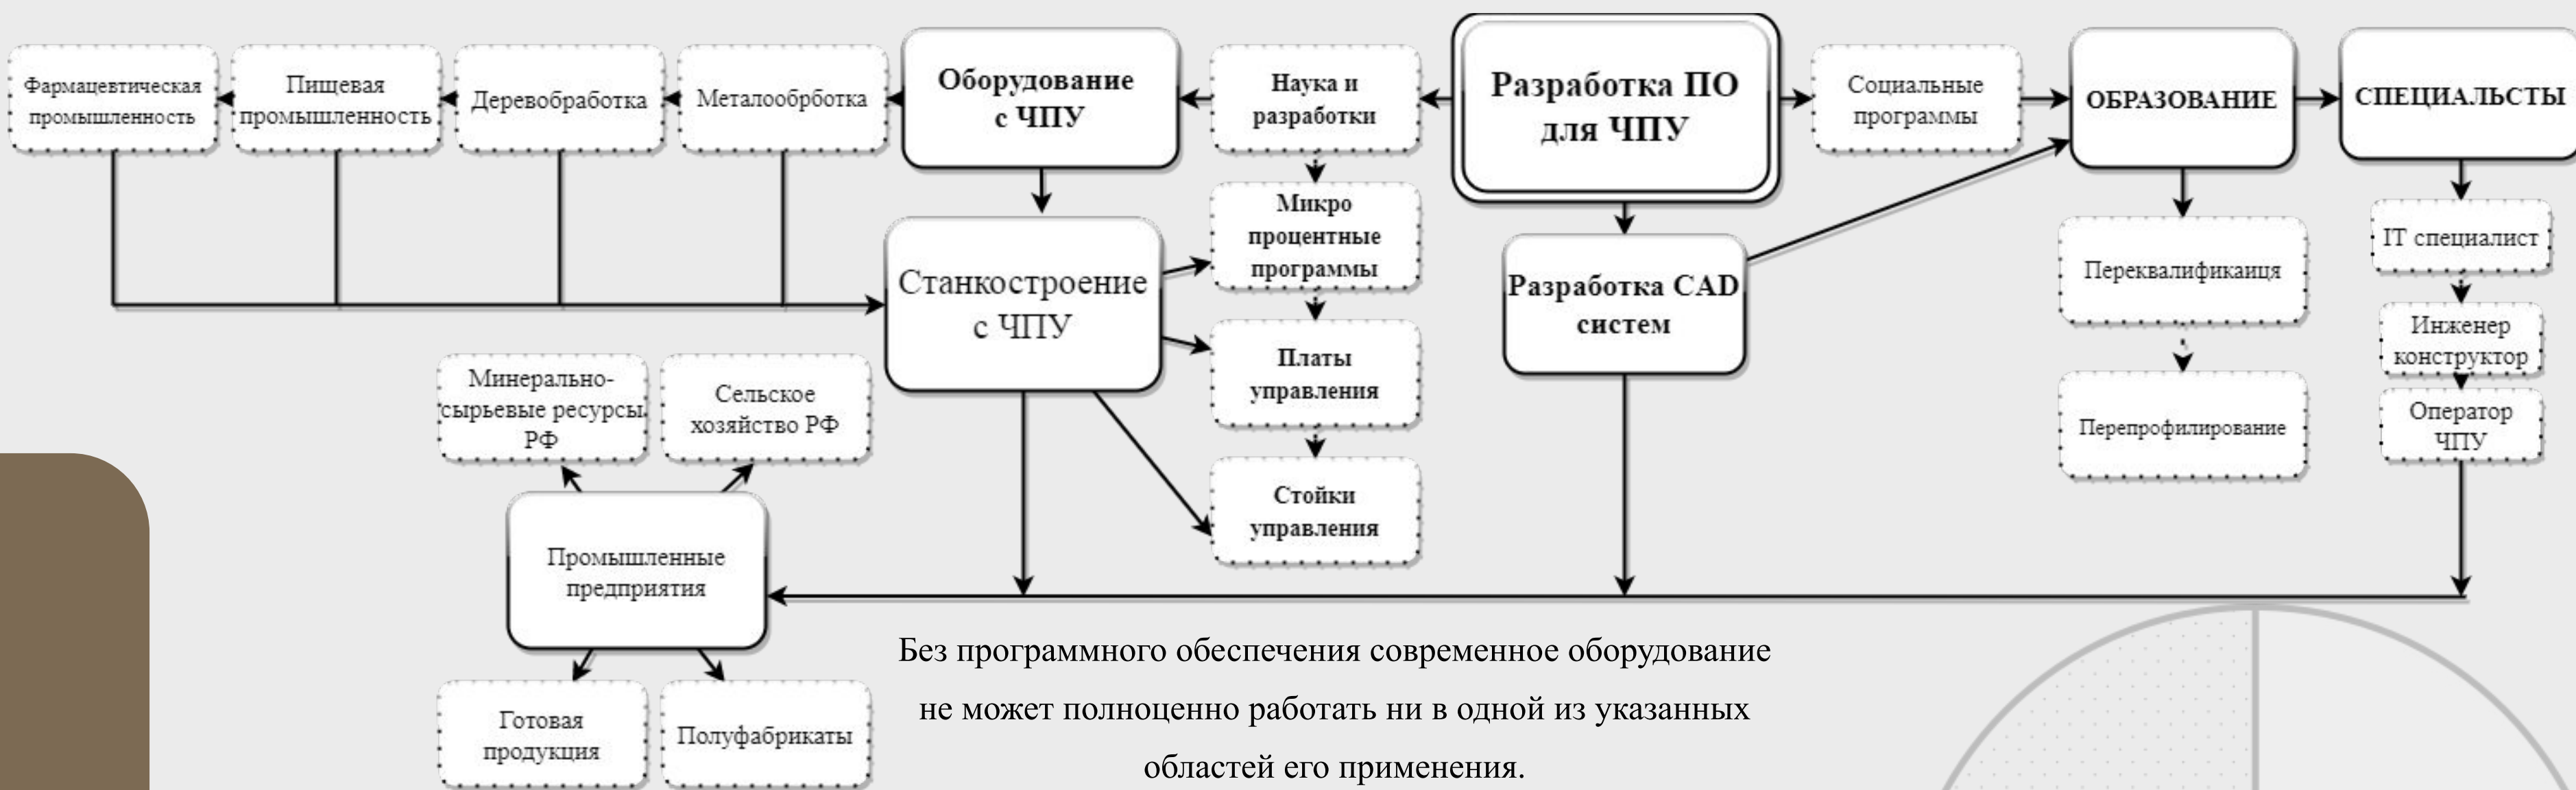 Фармацевтическая
промышленность
Пищевая
промышленность
Деревобработка
Металообрботка
Оборудование
с ЧПУ
Наука и
разработки
Разработка ПО
для ЧПУ
Социальные
программы
ОБРАЗОВАНИЕ
СПЕЦИАЛЬСТЫ
Станкостроение
с ЧПУ
Микро
процентные
программы
Платы
управления
Стойки
управления
Разработка CAD
систем
Переквалификаиця
Перепрофилирование
IT специалист
Инженер
конструктор
Оператор
ЧПУ
Минерально-
сырьевые ресурсы
РФ
Сельское
хозяйство РФ
Промышленные
предприятия
Готовая
продукция
Полуфабрикаты
Без программного обеспечения современное оборудование
не может полноценно работать ни в одной из указанных
областей его применения.